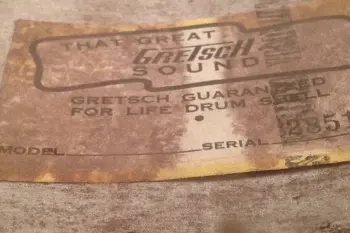 THAT GREAT
GRETSCH
SOUND
GRETSCH GUARANTEED
FOR LIFE DRUM SHELL
MODEL
SERIAL